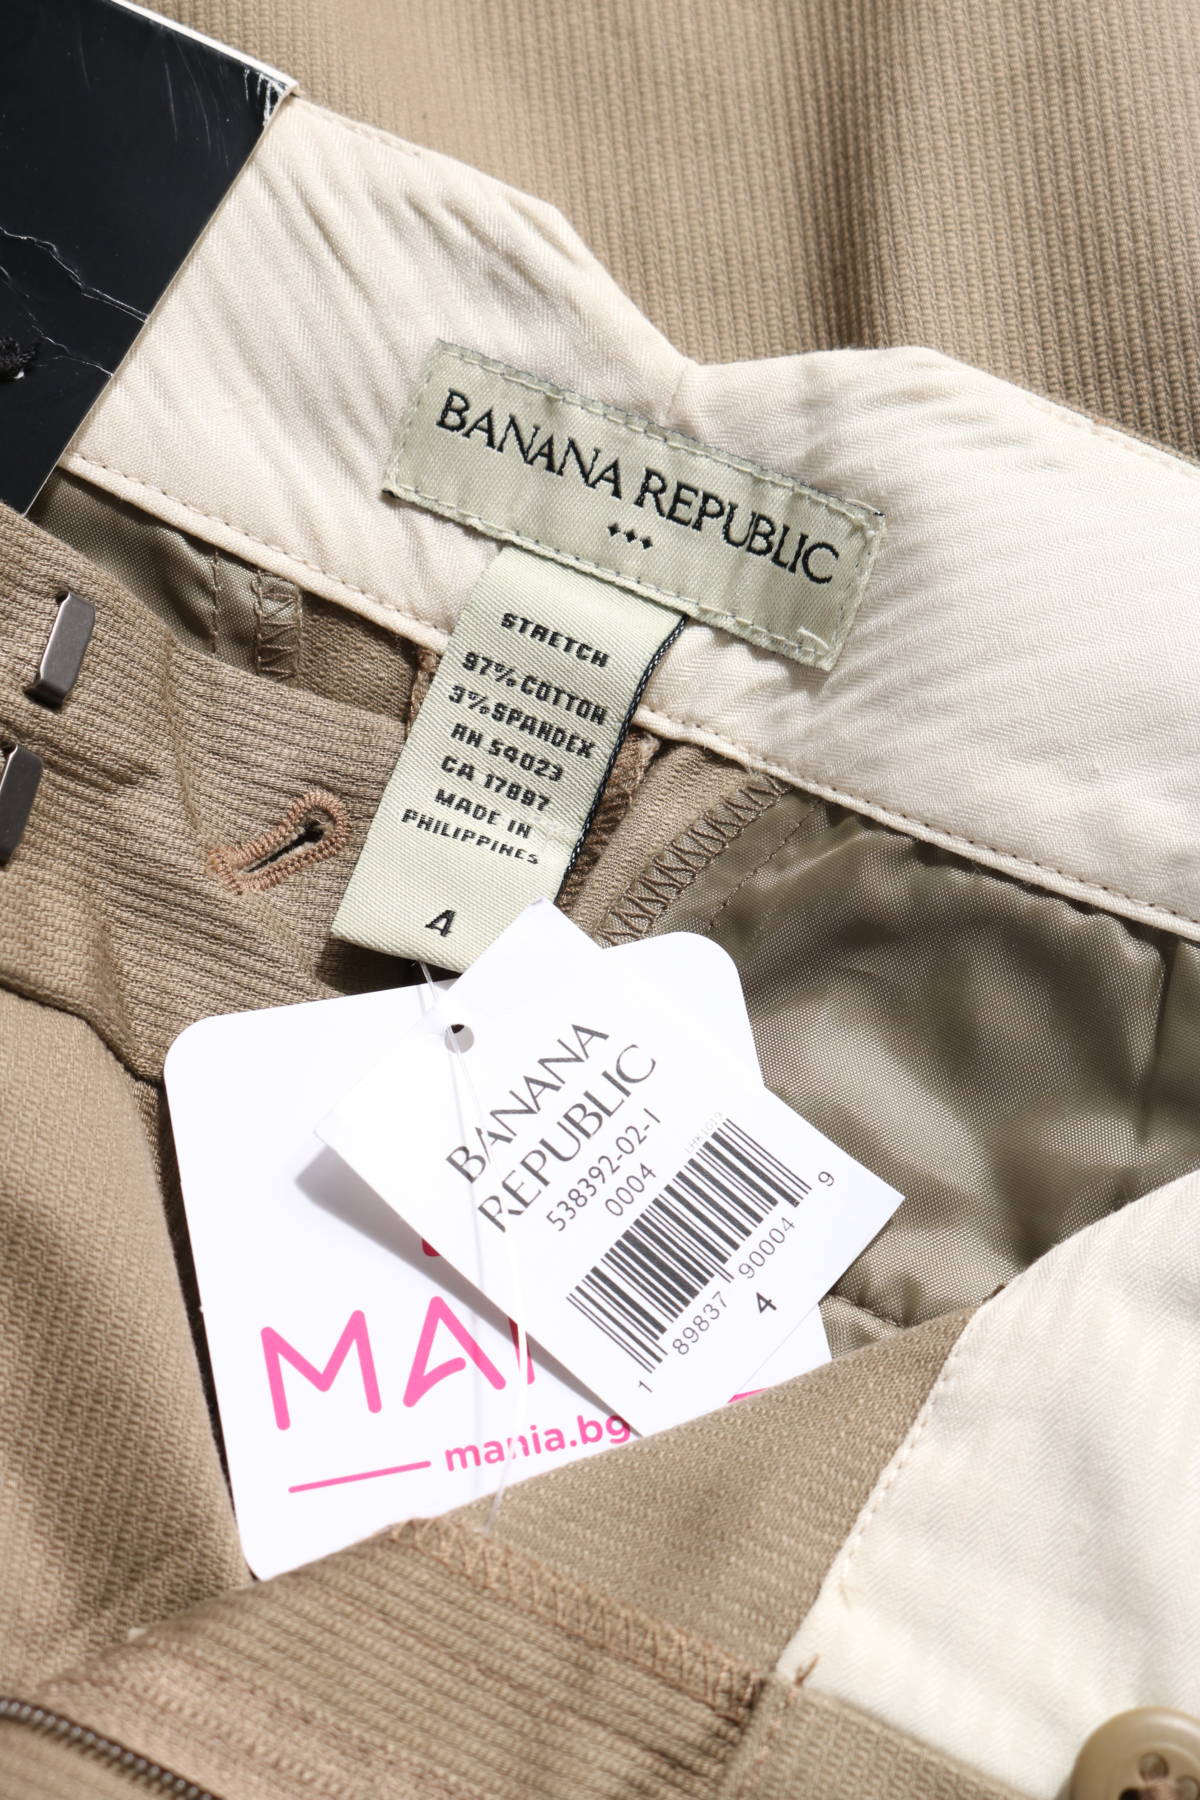 BANANA REPUBLIC
STRETCH
97% COTTON
3% SPANDEX
RN 54023
CA 17897
MADE IN
PHILIPPINES
4
BANANA
REPUBLIC
538392-02-1
0004
1 89837 90004 9
4
mania.bg